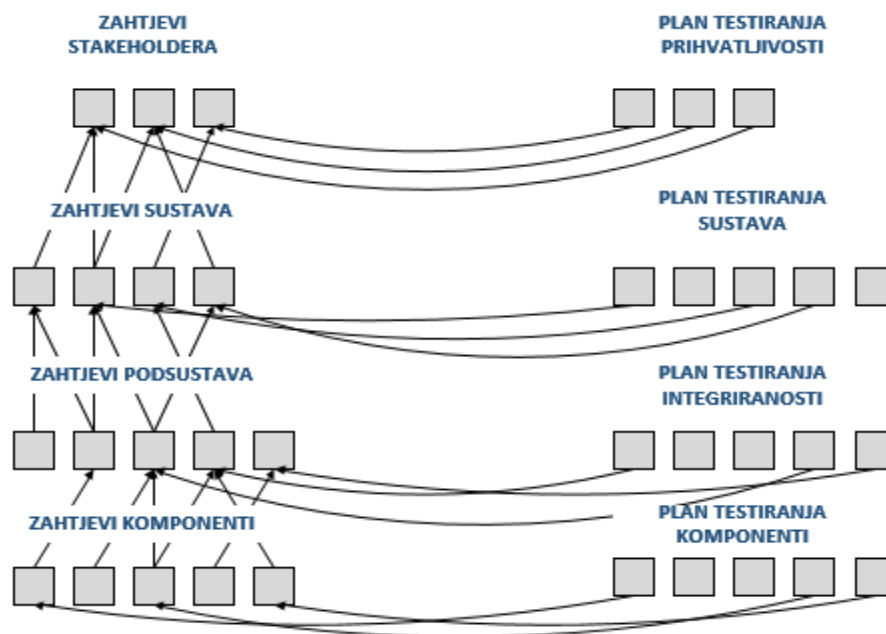 ZAHTJEVI
STAKEHOLDERA
PLAN TESTIRANJA
PRIHVATLJIVOSTI
ZAHTJEVI SUSTAVA
PLAN TESTIRANJA
SUSTAVA
ZAHTJEVI PODSUSTAVA
PLAN TESTIRANJA
INTEGRIRANOSTI
ZAHTJEVI KOMPONENTI
PLAN TESTIRANJA
KOMPONENTI